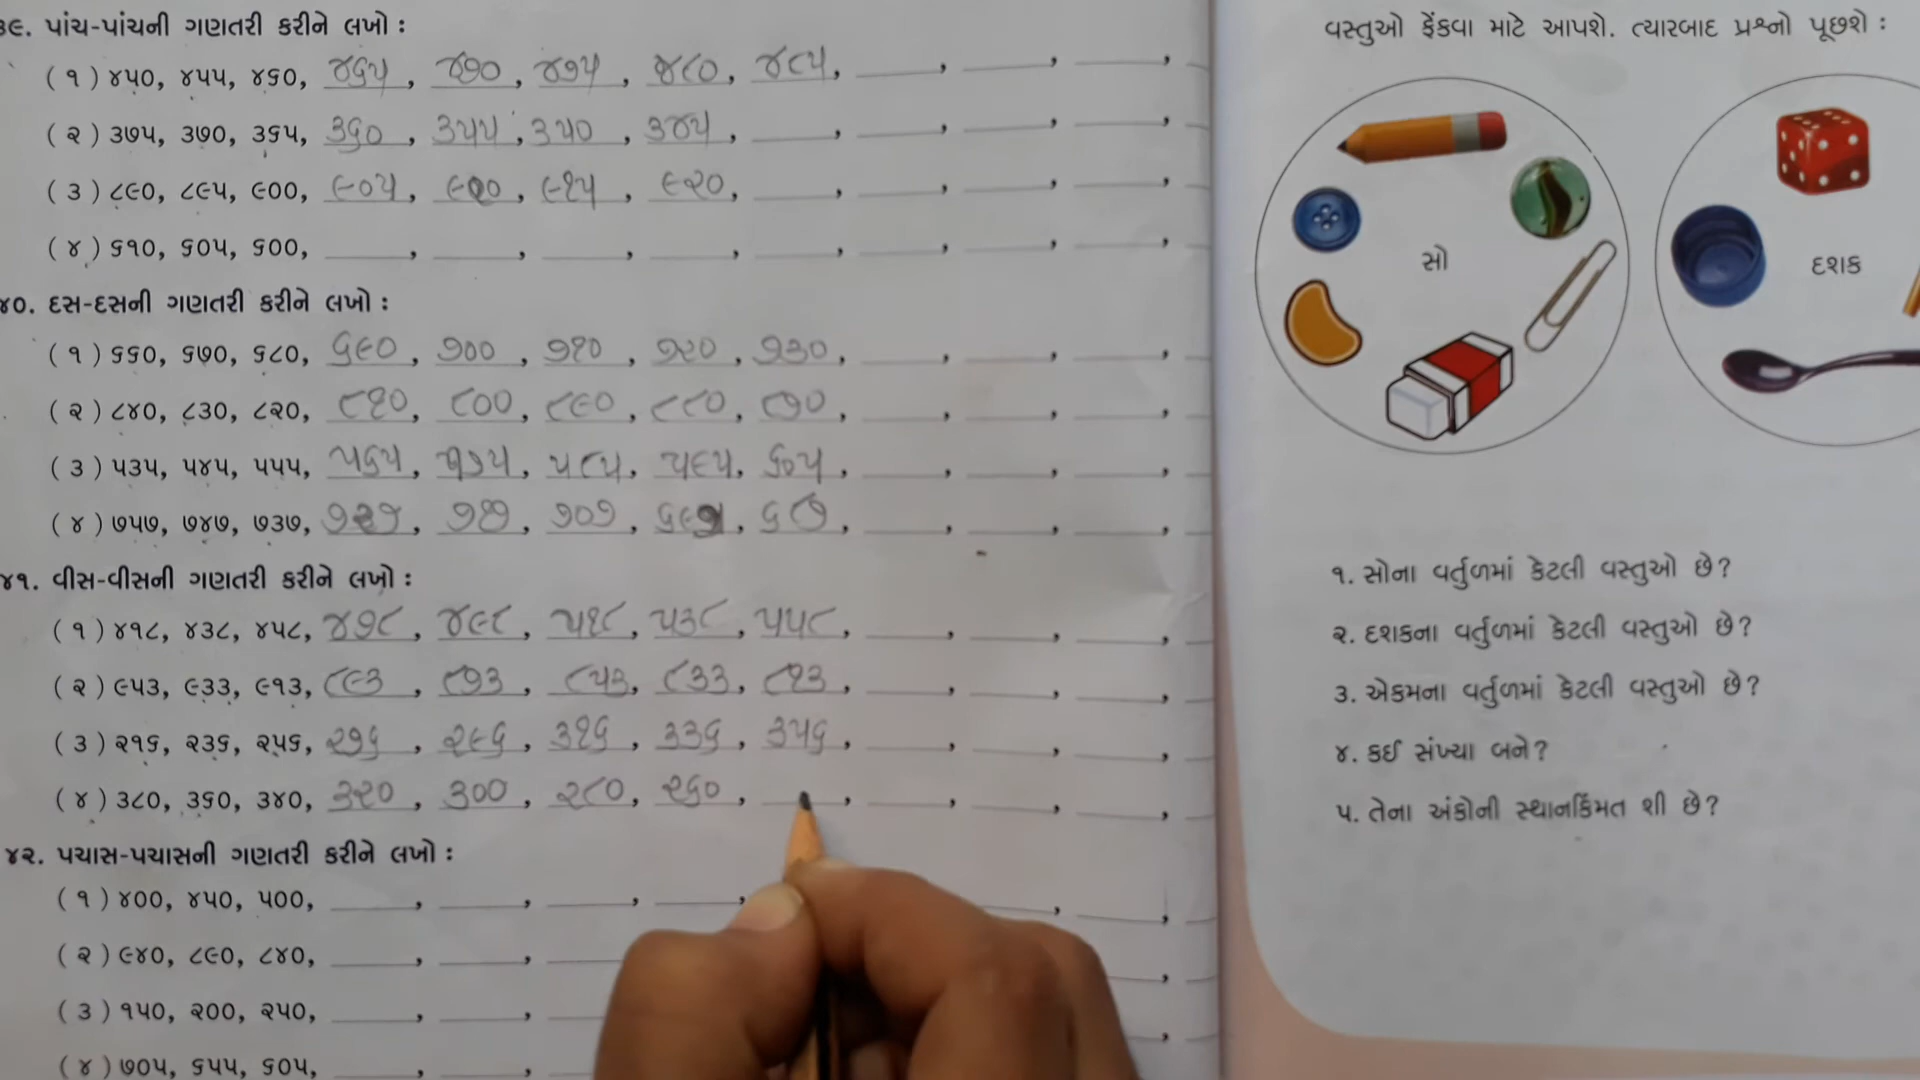 ૩૯. પાંચ-પાંચની ગણતરી કરીને લખો :
(૧) ૪૫૦, ૪૫૫, ૪૬૦, ૪૬૫, ૪૭૦, ૪૭૫, ૪૮૦, ૪૮૫,
(૨) ૩૭૫, ૩૭૦, ૩૬૫, ૩૬૦, ૩૫૫, ૩૫૦, ૩૪૫,
(૩) ૮૯૦, ૮૯૫, ૯૦૦, ૯૦૫, ૯૧૦, ૯૧૫, ૯૨૦,
(૪) ૬૧૦, ૬૦૫, ૬૦૦,
૪૦. દસ-દસની ગણતરી કરીને લખો :
(૧) ૬૬૦, ૬૭૦, ૬૮૦, ૬૯૦, ૭૦૦, ૭૧૦, ૭૨૦, ૭૩૦,
(૨) ૮૪૦, ૮૩૦, ૮૨૦, ૮૧૦, ૮૦૦, ૮૯૦, ૮૮૦, ૮૭૦,
(૩) ૫૩૫, ૫૪૫, ૫૫૫, ૫૬૫, ૫૭૫, ૫૮૫, ૫૯૫, ૬૦૫,
(૪) ૭૫૭, ૭૪૭, ૭૩૭, ૭૨૭, ૭૧૭, ૭૦૭, ૬૯૭, ૬૮૭,
૪૧. વીસ-વીસની ગણતરી કરીને લખો :
(૧) ૪૧૮, ૪૩૮, ૪૫૮, ૪૭૮, ૪૯૮, ૫૧૮, ૫૩૮, ૫૫૮,
(૨) ૯૫૩, ૯૩૩, ૯૧૩, ૮૯૩, ૮૭૩, ૮૫૩, ૮૩૩, ૮૧૩,
(૩) ૨૧૬, ૨૩૬, ૨૫૬, ૨૭૬, ૨૯૬, ૩૧૬, ૩૩૬, ૩૫૬,
(૪) ૩૮૦, ૩૬૦, ૩૪૦, ૩૨૦, ૩૦૦, ૨૮૦, ૨૬૦,
૪૨. પચાસ-પચાસની ગણતરી કરીને લખો :
(૧) ૪૦૦, ૪૫૦, ૫૦૦,
(૨) ૯૪૦, ૮૯૦, ૮૪૦,
(૩) ૧૫૦, ૨૦૦, ૨૫૦,
(૪) ૭૦૫, ૬૫૫, ૬૦૫,
વસ્તુઓ ફેંકવા માટે આપશે. ત્યારબાદ પ્રશ્નો પૂછશે :
સો
દશક
૧. સોના વર્તુળમાં કેટલી વસ્તુઓ છે?
૨. દશકના વર્તુળમાં કેટલી વસ્તુઓ છે?
૩. એકમના વર્તુળમાં કેટલી વસ્તુઓ છે?
૪. કઈ સંખ્યા બને?
૫. તેના અંકોની સ્થાનકિંમત શી છે?